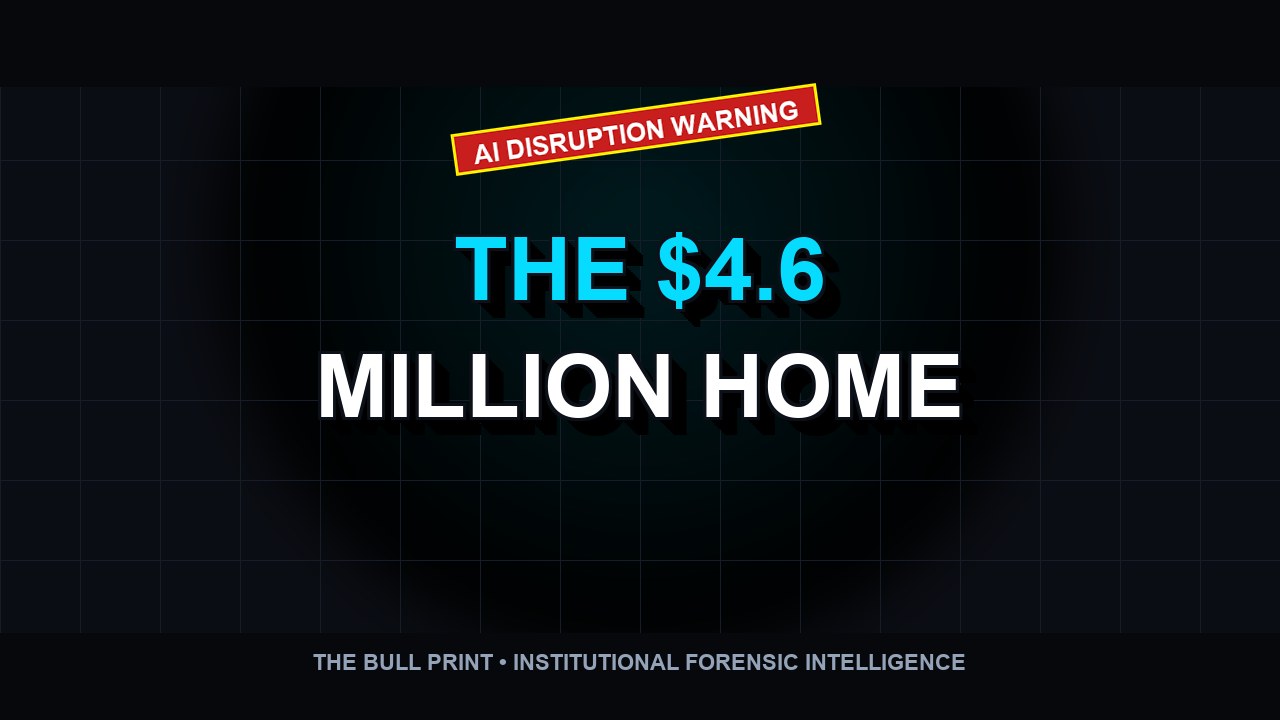 AI DISRUPTION WARNING
THE $4.6
MILLION HOME
THE BULL PRINT • INSTITUTIONAL FORENSIC INTELLIGENCE